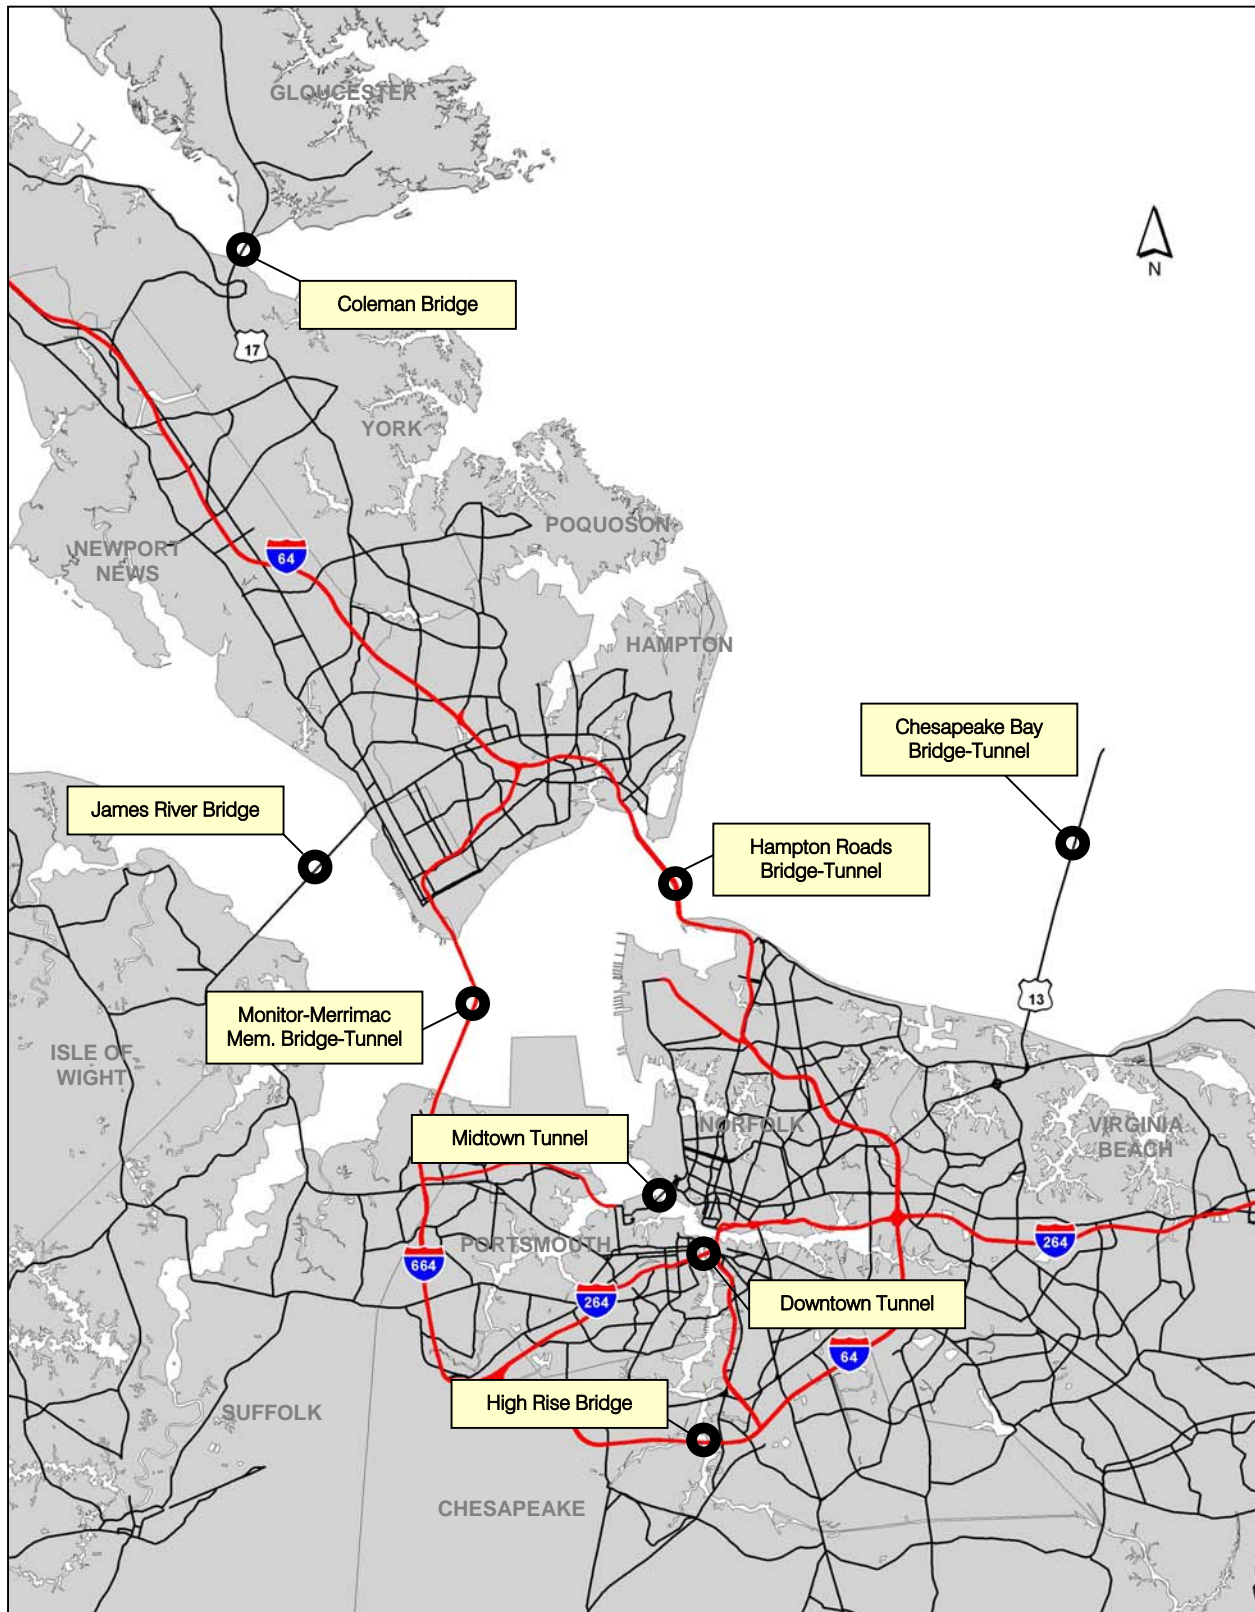 GLOUCESTER
N
Coleman Bridge
17
YORK
POQUOSON
NEWPORT
NEWS
64
HAMPTON
Chesapeake Bay
Bridge-Tunnel
James River Bridge
Hampton Roads
Bridge-Tunnel
13
Monitor-Merrimac
Mem. Bridge-Tunnel
ISLE OF
WIGHT
Midtown Tunnel
NORFOLK
VIRGINIA
BEACH
PORTSMOUTH
264
664
264
Downtown Tunnel
64
High Rise Bridge
SUFFOLK
CHESAPEAKE